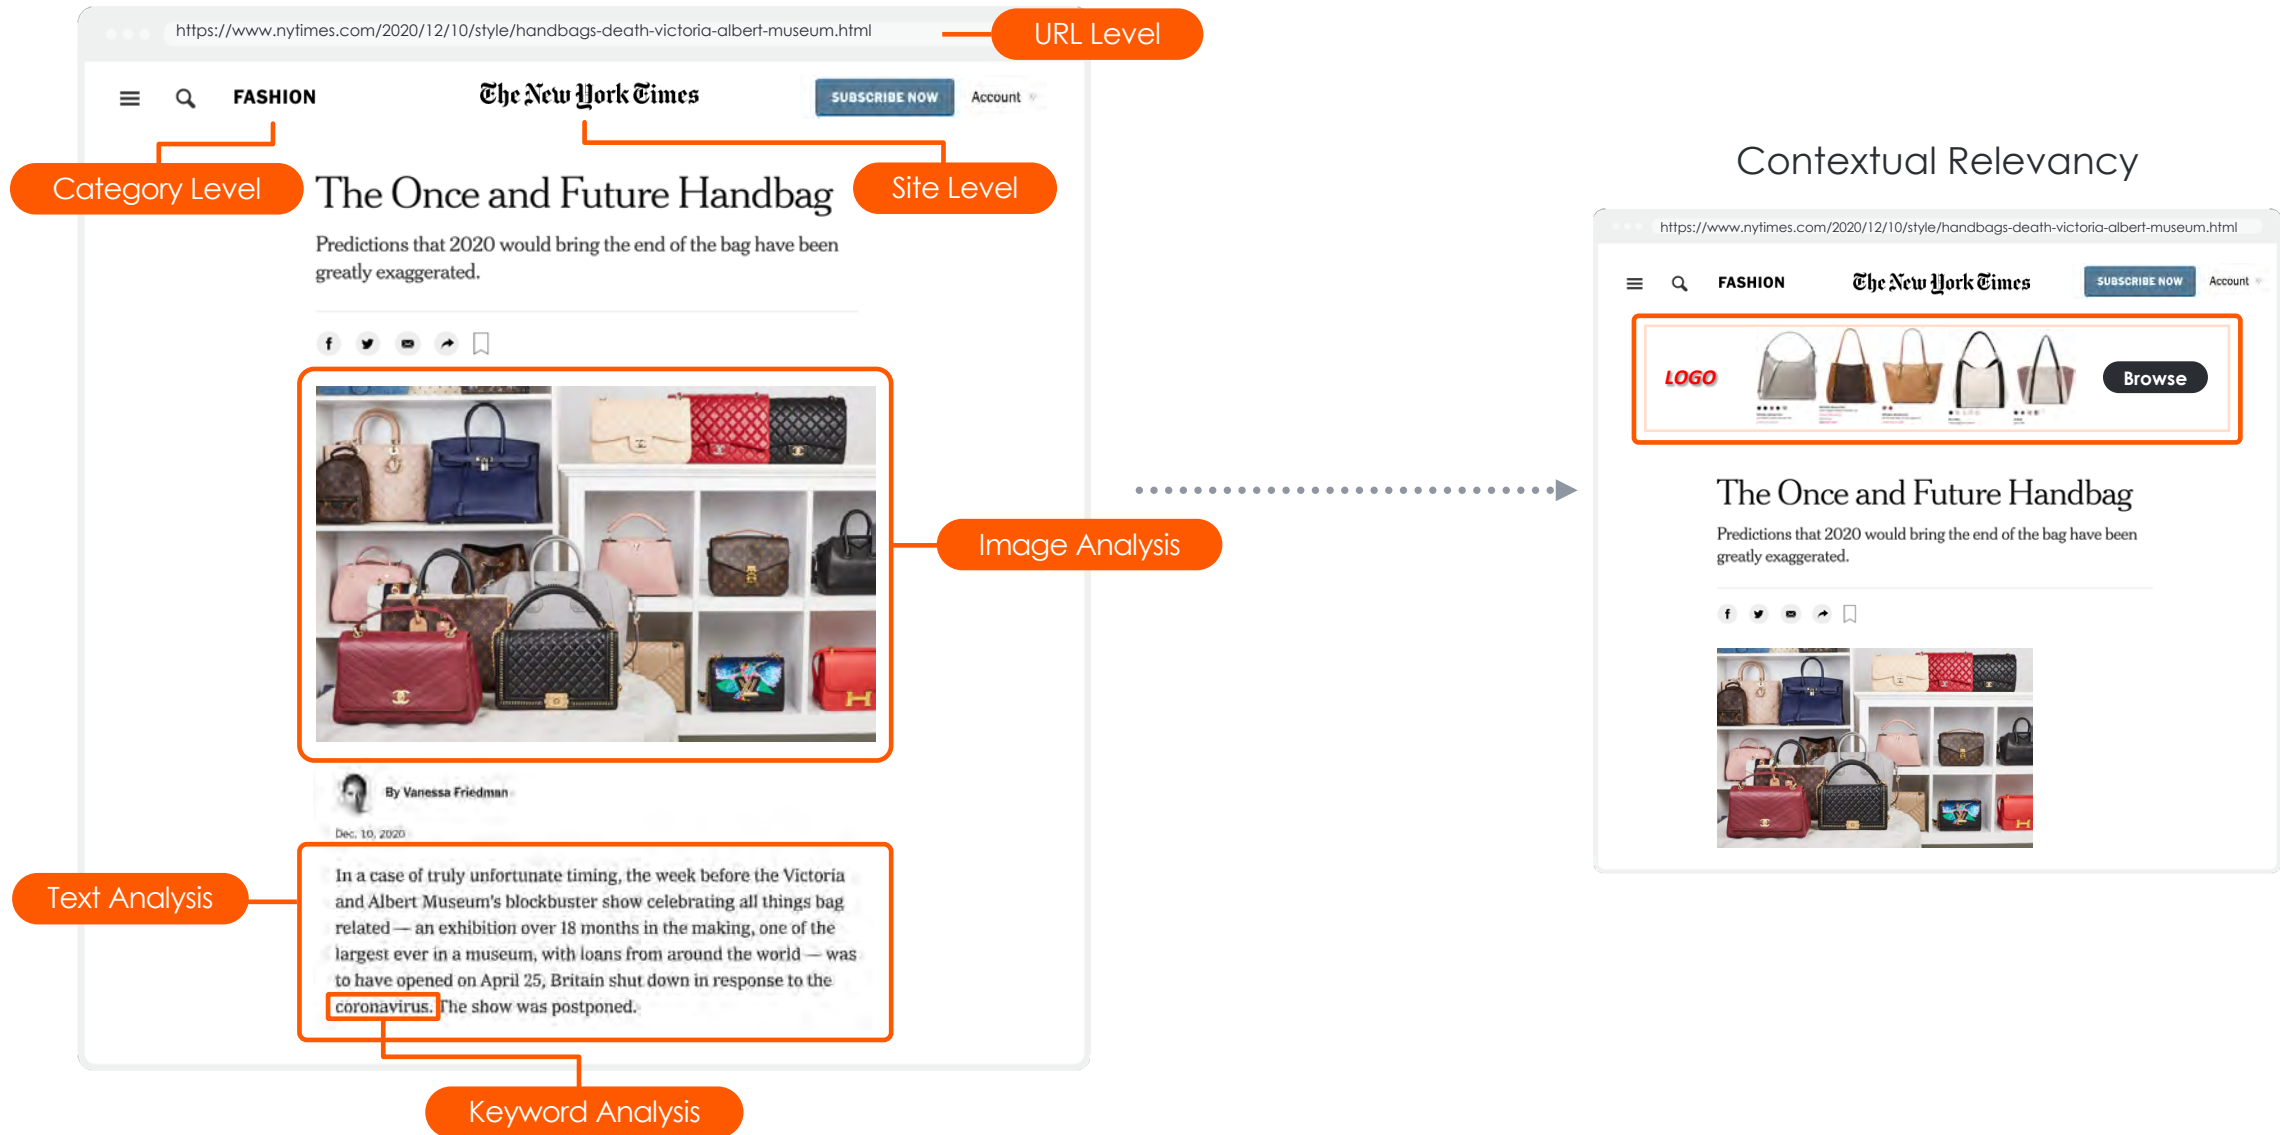 https://www.nytimes.com/2020/12/10/style/handbags-death-victoria-albert-museum.html
URL Level
FASHION
The New York Times
SUBSCRIBE NOW
Account
Category Level
Site Level
The Once and Future Handbag
Predictions that 2020 would bring the end of the bag have been
greatly exaggerated.
Image Analysis
By Vanessa Friedman
Dec. 10, 2020
Text Analysis
In a case of truly unfortunate timing, the week before the Victoria
and Albert Museum's blockbuster show celebrating all things bag
related — an exhibition over 18 months in the making, one of the
largest ever in a museum, with loans from around the world — was
to have opened on April 25, Britain shut down in response to the
coronavirus. The show was postponed.
Keyword Analysis
Contextual Relevancy
https://www.nytimes.com/2020/12/10/style/handbags-death-victoria-albert-museum.html
FASHION
The New York Times
SUBSCRIBE NOW
Account
LOGO
Browse
The Once and Future Handbag
Predictions that 2020 would bring the end of the bag have been
greatly exaggerated.